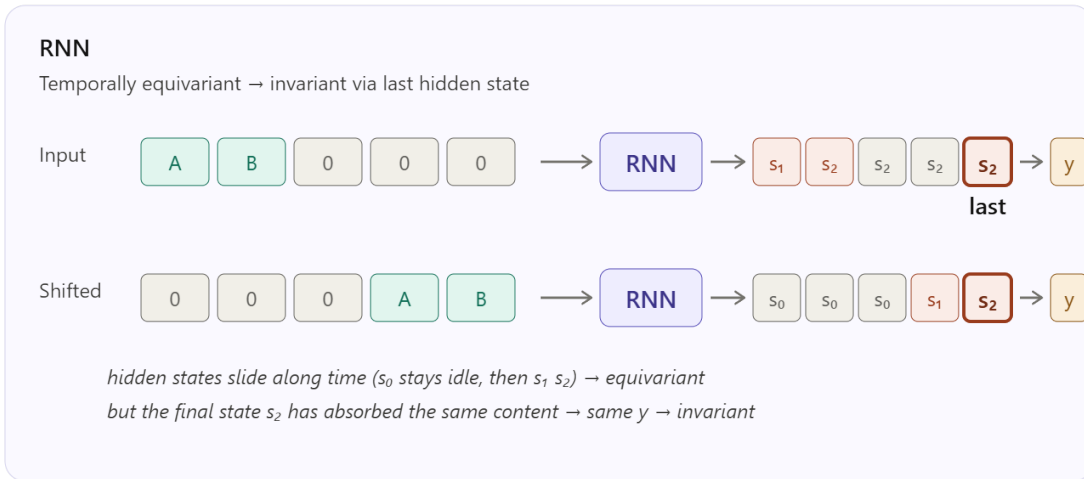 RNN
Temporally equivariant → invariant via last hidden state
Input A B 0 0 0 → RNN → s₁ s₂ s₂ s₂ s₂ → y
last
Shifted 0 0 0 A B → RNN → s₀ s₀ s₀ s₁ s₂ → y
hidden states slide along time (s₀ stays idle, then s₁ s₂) → equivariant
but the final state s₂ has absorbed the same content → same y → invariant